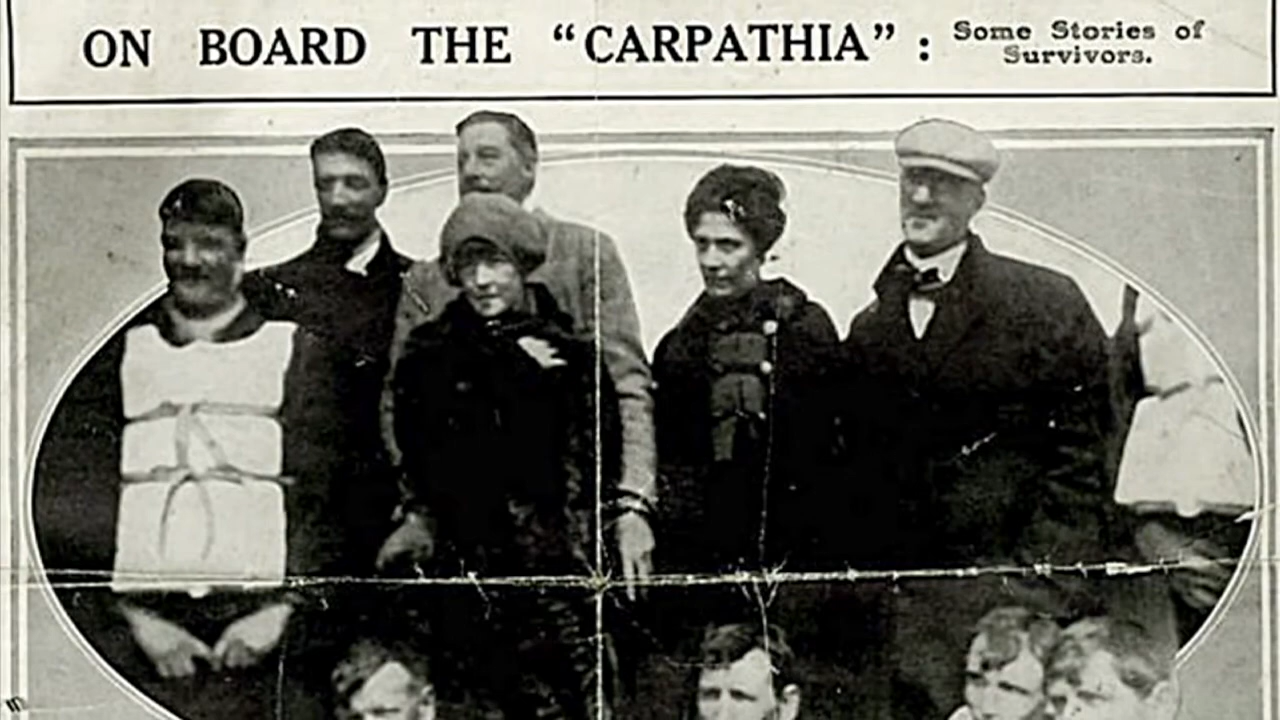 ON BOARD THE “CARPATHIA” : Some Stories of
Survivors.